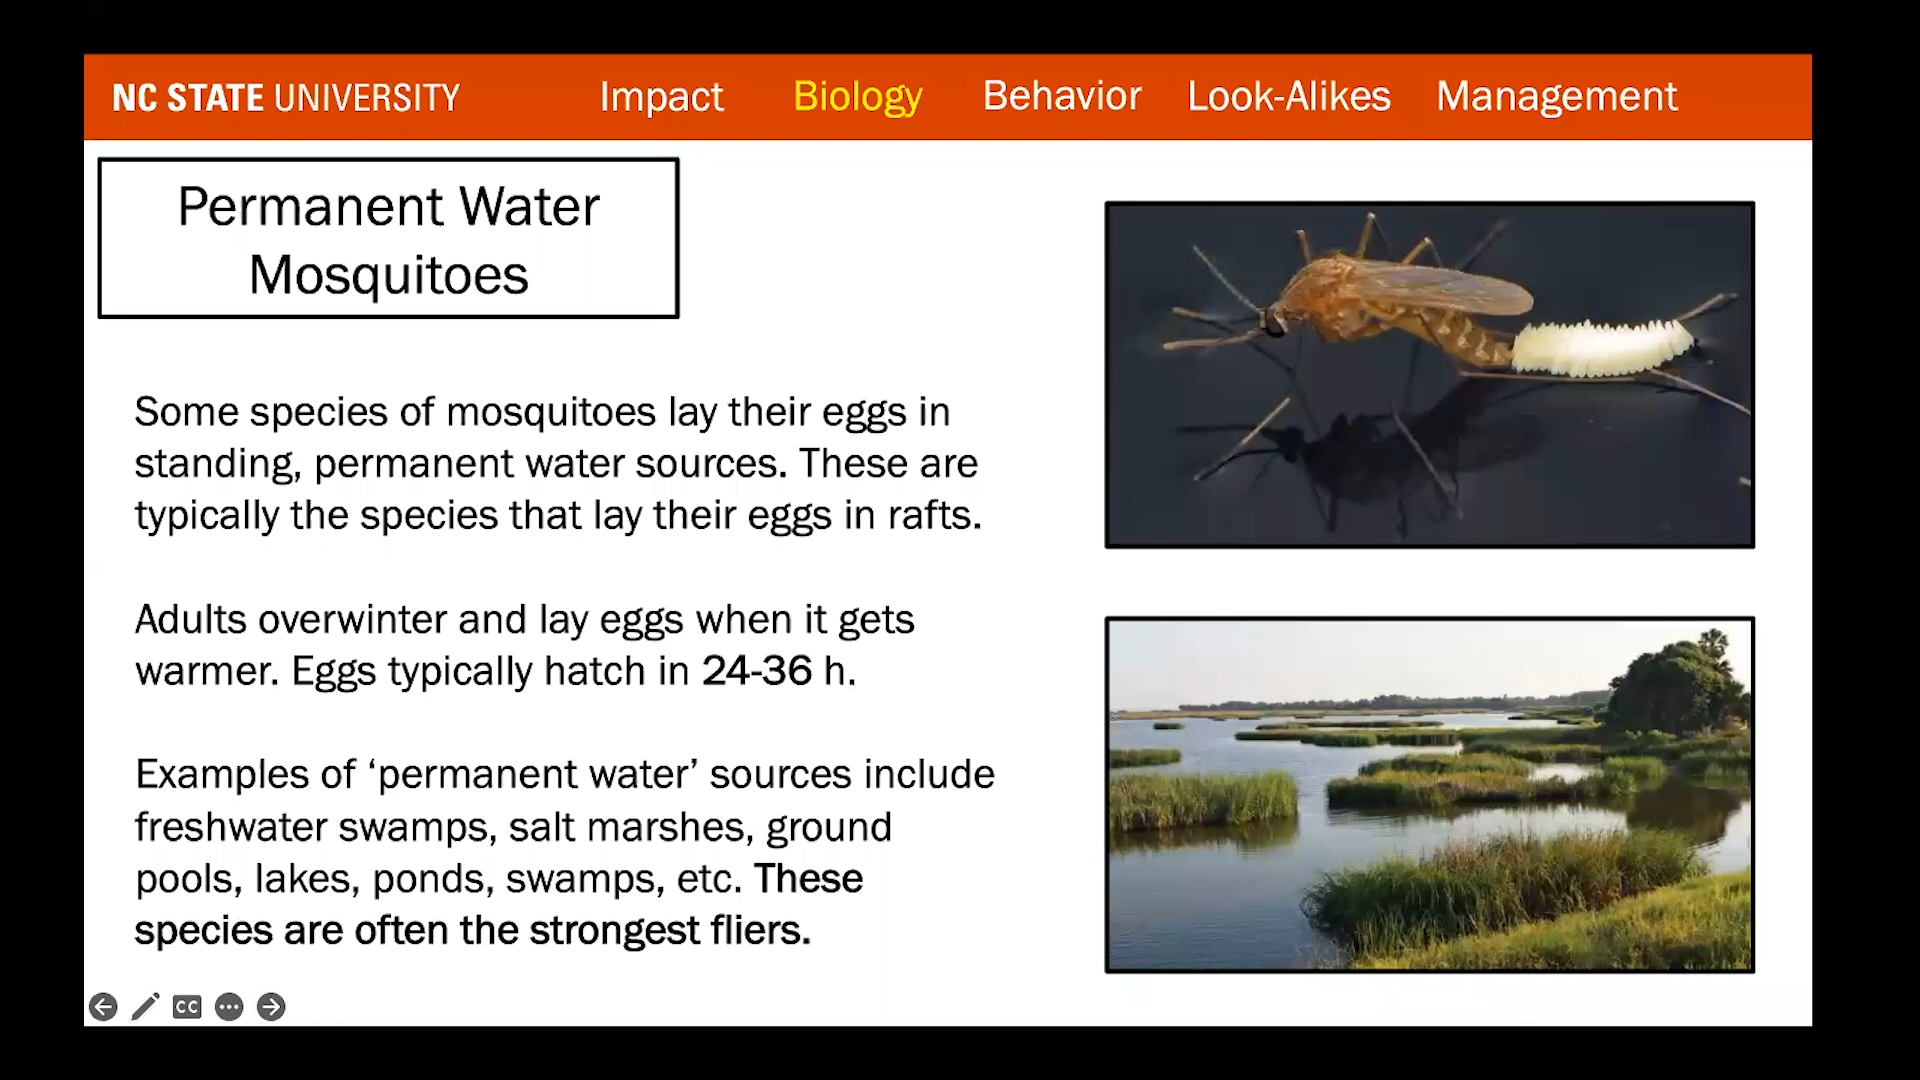 NC STATE UNIVERSITY Impact Biology Behavior Look-Alikes Management
Permanent Water
Mosquitoes
Some species of mosquitoes lay their eggs in
standing, permanent water sources. These are
typically the species that lay their eggs in rafts.
Adults overwinter and lay eggs when it gets
warmer. Eggs typically hatch in 24-36 h.
Examples of ‘permanent water’ sources include
freshwater swamps, salt marshes, ground
pools, lakes, ponds, swamps, etc. These
species are often the strongest fliers.
CC